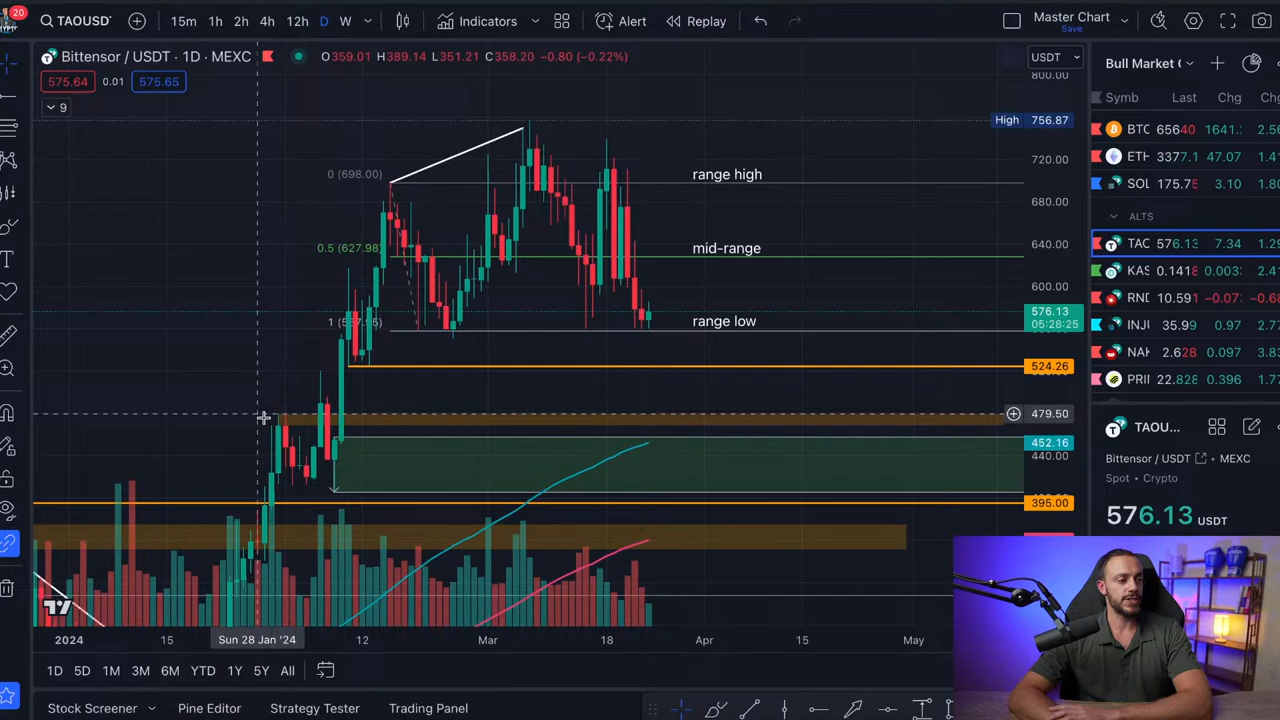 20
TAOUSD
15m 1h 2h 4h 12h D W
Indicators
Alert
Replay
Master Chart
Save
Bittensor / USDT · 1D · MEXC
O359.01 H389.14 L351.21 C358.20 −0.80 (−0.22%)
USDT
575.64 0.01 575.65
9
Bull Market
Symb Last Chg
BTC 65640 1641.
ETH 3377.1 47.07 1.41
SOL 175.75 3.10
ALTS
TAO 576.13 7.34
KAS 0.1418 0.003
RND 10.591
INJ 35.99 0.97
NAK 2.628 0.097
PRI 22.828 0.396
800.00
High 756.87
720.00
680.00
640.00
600.00
576.13
05:28:25
524.26
479.50
452.16
440.00
395.00
0 (698.00)
range high
0.5 (627.98)
mid-range
range low
TAOU...
Bittensor / USDT · MEXC
Spot · Crypto
576.13 USDT
2024 15 Sun 28 Jan '24 12 Mar 18 Apr 15 May
1D 5D 1M 3M 6M YTD 1Y 5Y All
Stock Screener Pine Editor Strategy Tester Trading Panel